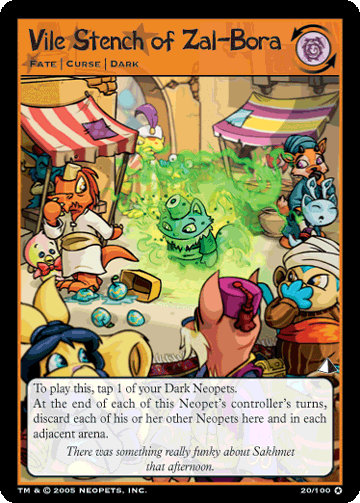 Vile Stench of Zal-Bora
Fate | Curse | Dark
To play this, tap 1 of your Dark Neopets.
At the end of each of this Neopet's controller's turns,
discard each of his or her other Neopets here and in each
adjacent arena.
There was something really funky about Sakhmet
that afternoon.
TM & © 2005 NEOPETS, INC.
20/100